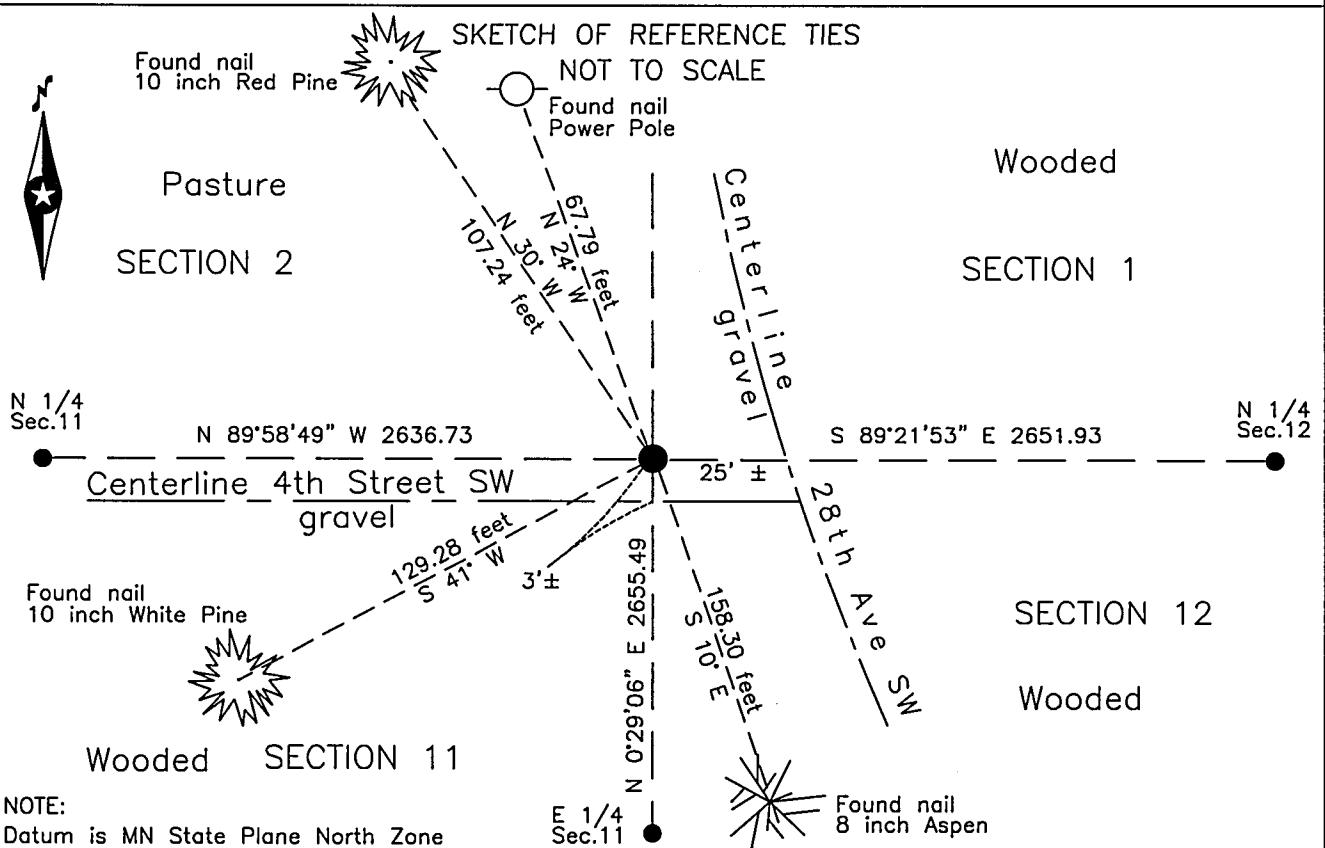 SKETCH OF REFERENCE TIES
NOT TO SCALE
Found nail
10 inch Red Pine
Found nail
Power Pole
N
Pasture
Wooded
SECTION 2
SECTION 1
67.79 feet
N 24° W
N 30° W
107.24 feet
Centerline
gravel
N 1/4
Sec.11
N 89°58'49" W 2636.73
S 89°21'53" E 2651.93
N 1/4
Sec.12
25' ±
Centerline 4th Street SW
gravel
28th Ave SW
129.28 feet
S 41° W
3'±
N 0°29'06" E 2655.49
158.30 feet
S 10° E
Found nail
10 inch White Pine
SECTION 12
Wooded
Wooded
SECTION 11
NOTE:
Datum is MN State Plane North Zone
E 1/4
Sec.11
Found nail
8 inch Aspen